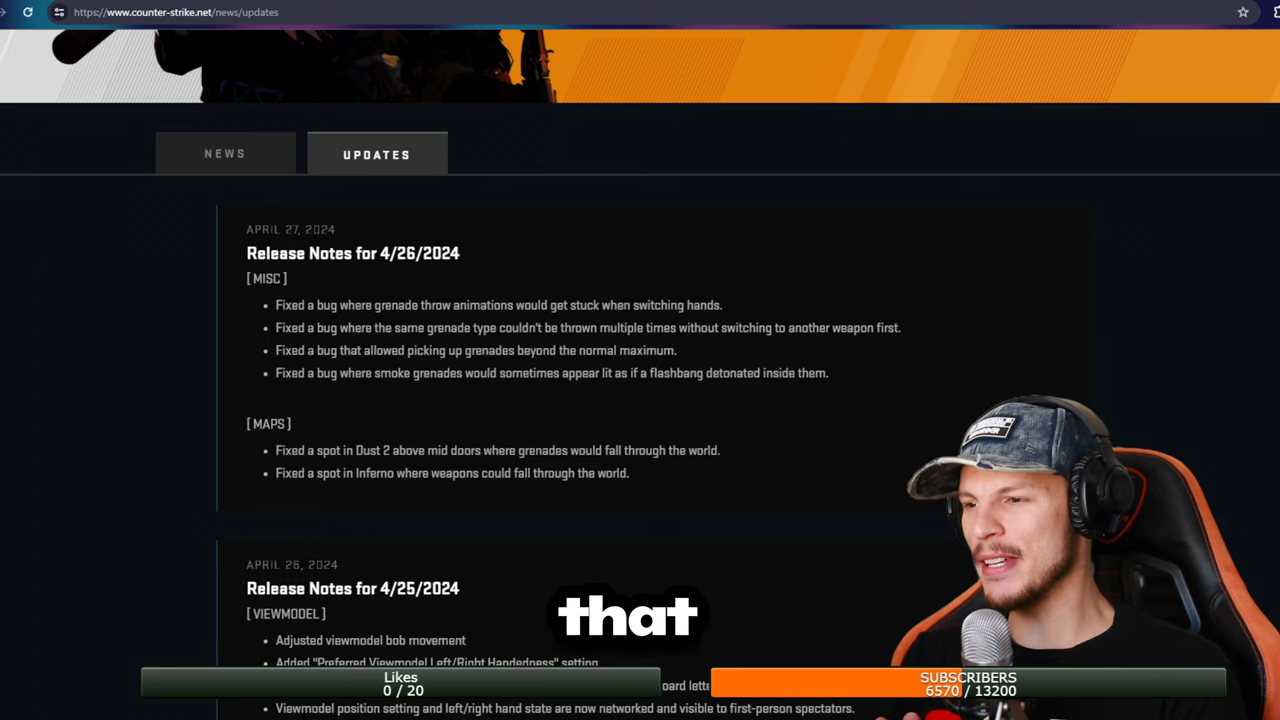 https://www.counter-strike.net/news/updates
NEWS
UPDATES
APRIL 27, 2024
Release Notes for 4/26/2024
[ MISC ]
• Fixed a bug where grenade throw animations would get stuck when switching hands.
• Fixed a bug where the same grenade type couldn't be thrown multiple times without switching to another weapon first.
• Fixed a bug that allowed picking up grenades beyond the normal maximum.
• Fixed a bug where smoke grenades would sometimes appear lit as if a flashbang detonated inside them.
[ MAPS ]
• Fixed a spot in Dust 2 above mid doors where grenades would fall through the world.
• Fixed a spot in Inferno where weapons could fall through the world.
APRIL 26, 2024
Release Notes for 4/25/2024
[ VIEWMODEL ]
that
• Adjusted viewmodel bob movement
• Added "Preferred Viewmodel Left/Right Handedness" setting
Likes
0 / 20
SUBSCRIBERS
6570 / 13200
• Viewmodel position setting and left/right hand state are now networked and visible to first-person spectators.